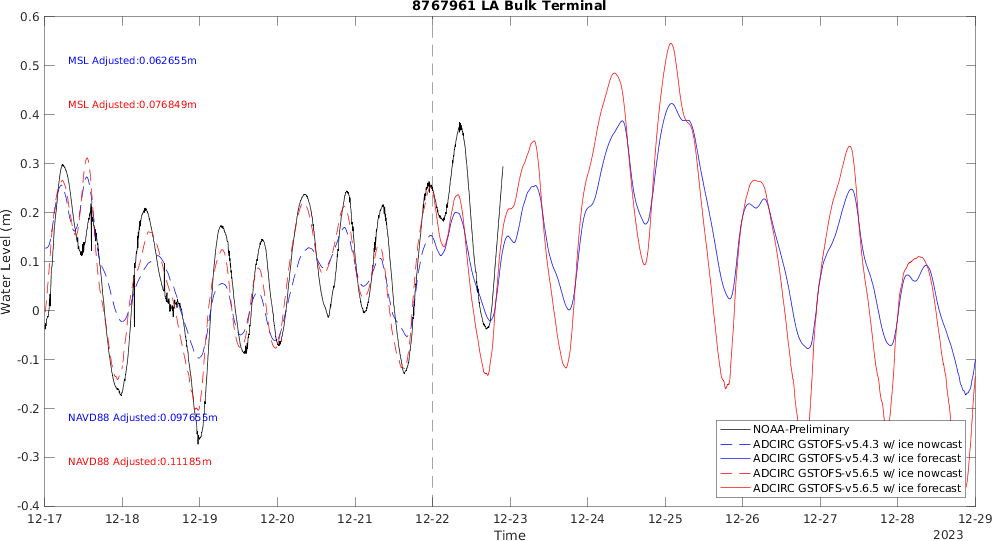 8767961 LA Bulk Terminal
0.6
0.5
0.4
0.3
0.2
0.1
0
-0.1
-0.2
-0.3
-0.4
Water Level (m)
MSL Adjusted:0.062655m
MSL Adjusted:0.076849m
NAVD88 Adjusted:0.097655m
NAVD88 Adjusted:0.11185m
NOAA-Preliminary
ADCIRC GSTOFS-v5.4.3 w/ ice nowcast
ADCIRC GSTOFS-v5.4.3 w/ ice forecast
ADCIRC GSTOFS-v5.6.5 w/ ice nowcast
ADCIRC GSTOFS-v5.6.5 w/ ice forecast
12-17 12-18 12-19 12-20 12-21 12-22 12-23 12-24 12-25 12-26 12-27 12-28 12-29
Time
2023